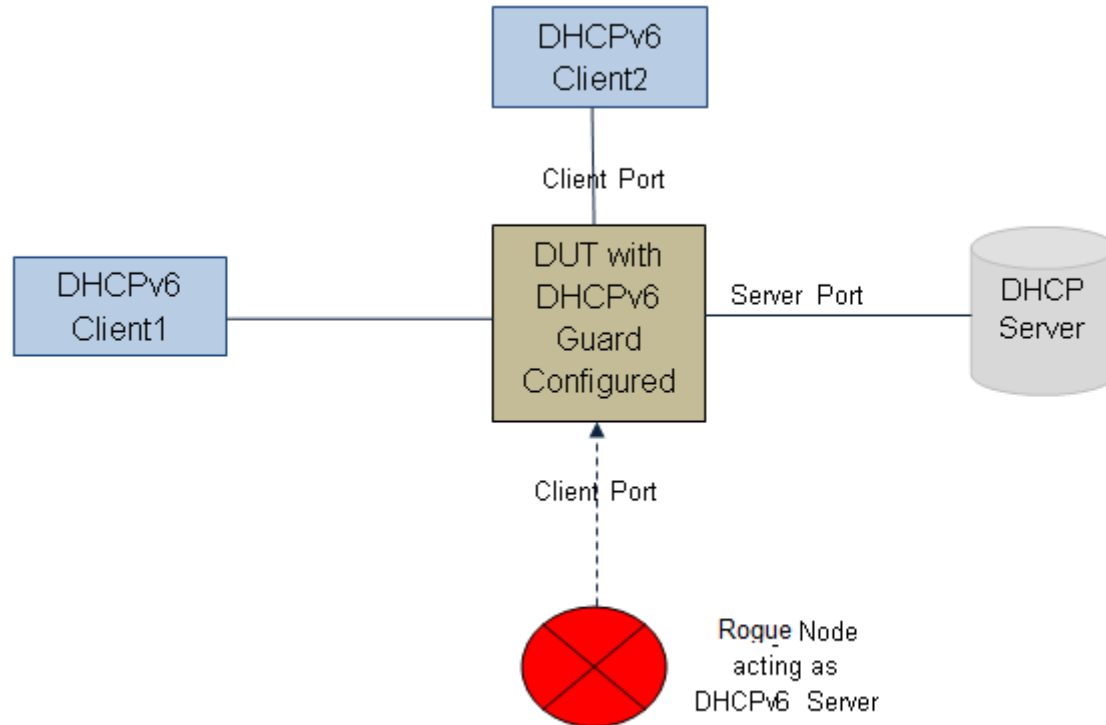 DHCPv6
Client2
Client Port
DHCPv6
Client1
DUT with
DHCPv6
Guard
Configured
Server Port
DHCP
Server
Client Port
Rogue Node
acting as
DHCPv6 Server